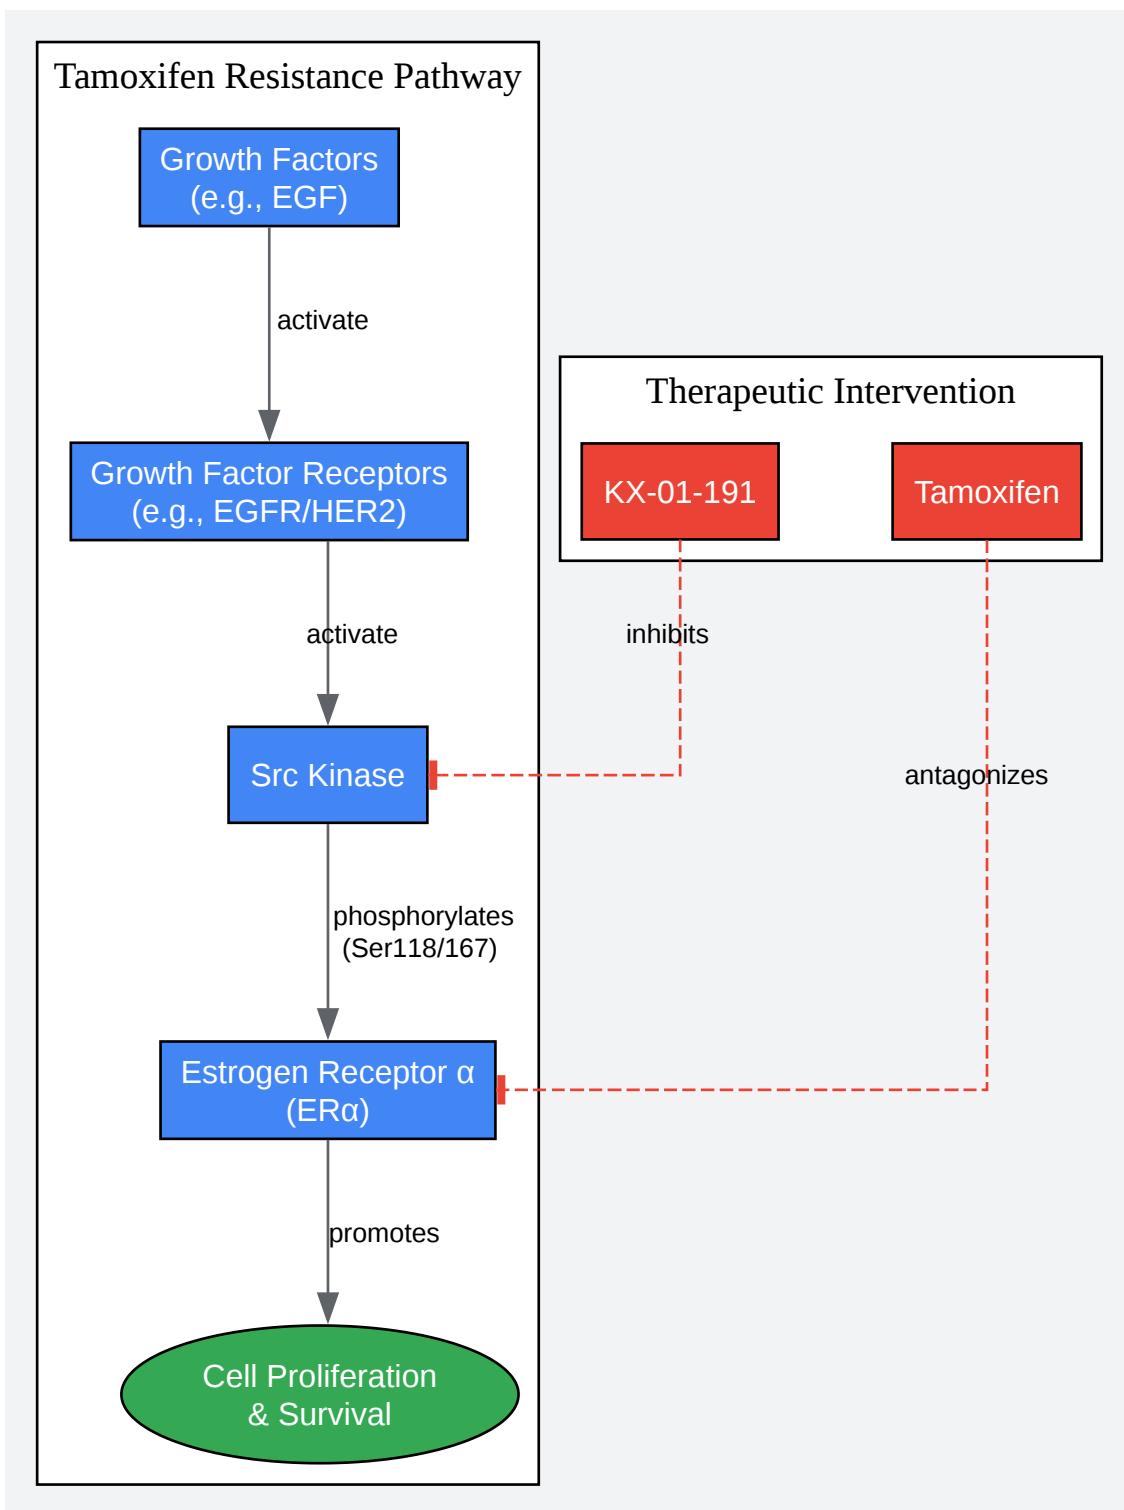 Tamoxifen Resistance Pathway
Growth Factors
(e.g., EGF)
activate
Growth Factor Receptors
(e.g., EGFR/HER2)
activate
Src Kinase
phosphorylates
(Ser118/167)
Estrogen Receptor α
(ERα)
promotes
Cell Proliferation
& Survival
Therapeutic Intervention
KX-01-191
Tamoxifen
inhibits
antagonizes